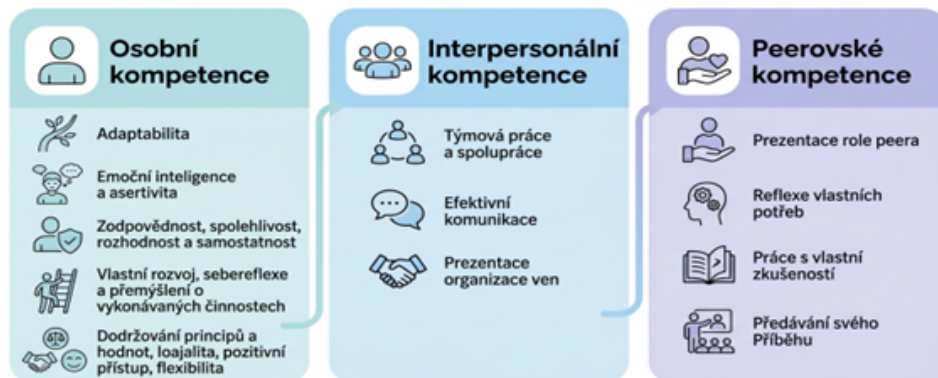 Osobní
kompetence
Adaptabilita
Emoční inteligence
a asertivita
Zodpovědnost, spolehlivost,
rozhodnost a samostatnost
Vlastní rozvoj, sebereflexe
a přemýšlení o
vykonávaných činnostech
Dodržování principů a
hodnot, loajalita, pozitivní
přístup, flexibilita
Interpersonální
kompetence
Týmová práce
a spolupráce
Efektivní
komunikace
Prezentace
organizace ven
Peerovské
kompetence
Prezentace role peera
Reflexe vlastních
potřeb
Práce s vlastní
zkušeností
Předávání svého
Příběhu